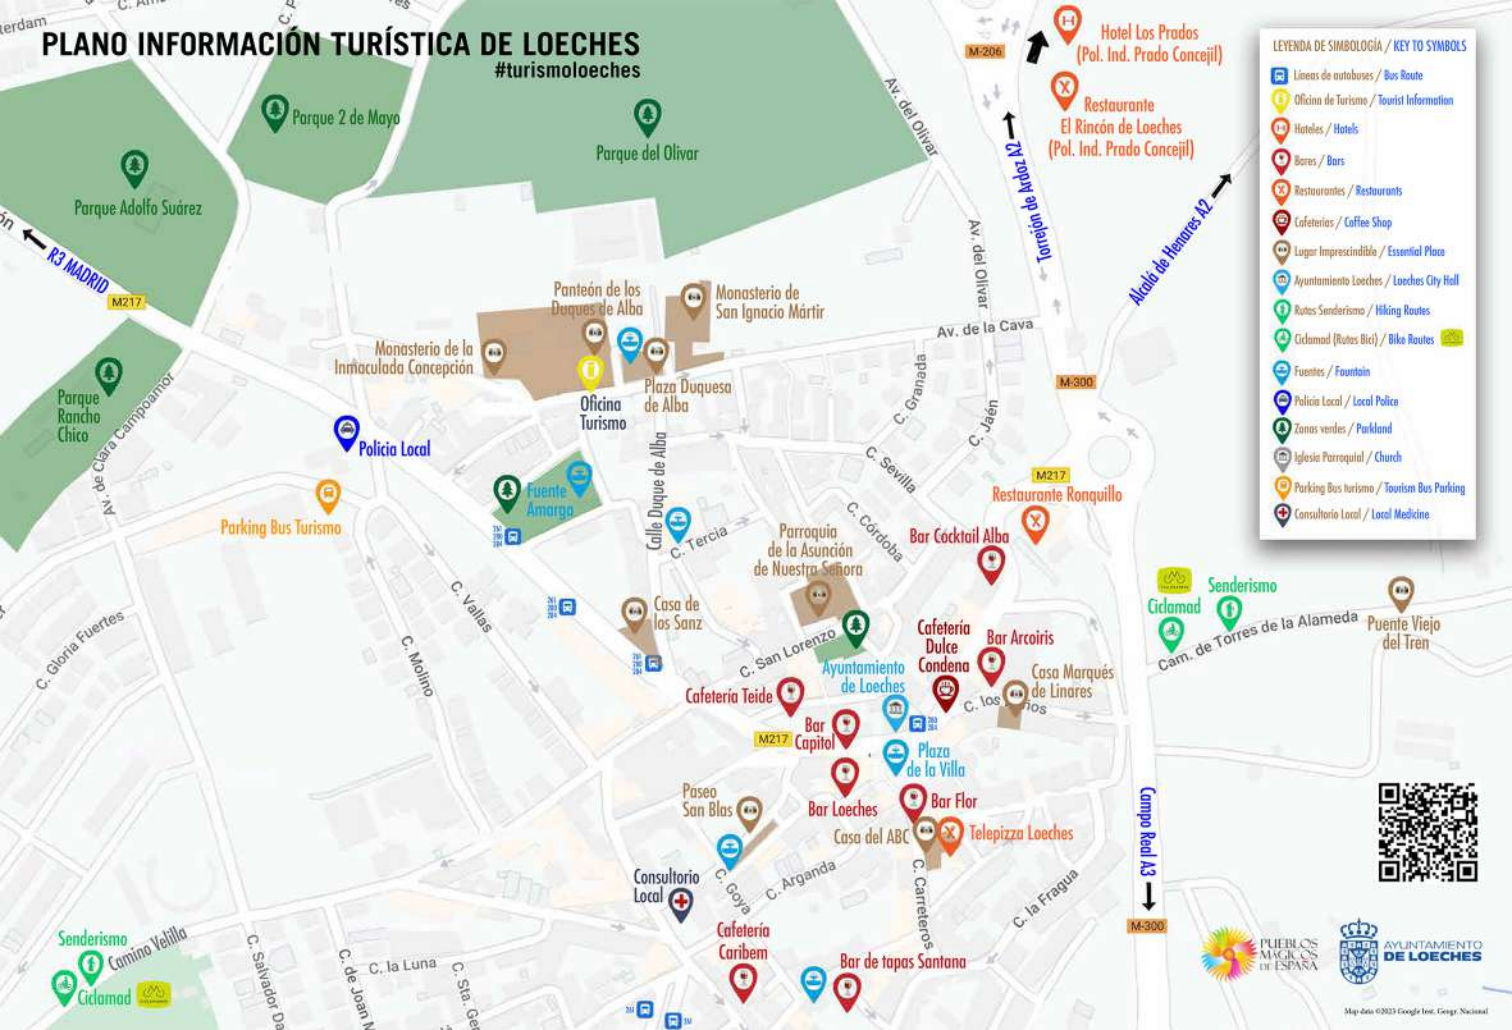 PLANO INFORMACIÓN TURÍSTICA DE LOECHES
#turismoloeches
Parque 2 de Mayo
Parque del Olivar
Parque Adolfo Suárez
R3 MADRID
M217
Parque
Rancho
Chico
Av. de Clara Campoamor
Av. del Olivar
Av. del Olivar
M-206
Hotel Los Prados
(Pol. Ind. Prado Concejil)
Restaurante
El Rincón de Loeches
(Pol. Ind. Prado Concejil)
Torrejón de Ardoz A2
Alcalá de Henares A2
LEYENDA DE SIMBOLOGÍA / KEY TO SYMBOLS
Líneas de autobuses / Bus Route
Oficina de Turismo / Tourist Information
Hoteles / Hotels
Bares / Bars
Restaurantes / Restaurants
Cafeterías / Coffee Shop
Lugar Imprescindible / Essential Place
Ayuntamiento Loeches / Loeches City Hall
Rutas Senderismo / Hiking Routes
Ciclamad (Rutas Bici) / Bike Routes
Fuentes / Fountain
Policía Local / Local Police
Zonas verdes / Parkland
Iglesia Parroquial / Church
Parking Bus turismo / Tourism Bus Parking
Consultorio Local / Local Medicine
Panteón de los
Duques de Alba
Monasterio de
San Ignacio Mártir
Monasterio de la
Inmaculada Concepción
Plaza Duquesa
de Alba
Oficina
Turismo
Av. de la Cava
M-300
C. Granada
C. Jaén
C. Sevilla
C. Córdoba
Policía Local
Parking Bus Turismo
Fuente
Amarga
Calle Duque de Alba
C. Tercia
M217
Restaurante Ronquillo
Bar Cocktail Alba
Parroquia
de la Asunción
de Nuestra Señora
Casa de
los Sanz
C. San Lorenzo
C. Vallas
C. Molino
C. Gloria Fuertes
Ayuntamiento
de Loeches
Cafetería
Dulce
Condena
Bar Arcoiris
Casa Marqués
de Linares
Ciclamad
Senderismo
Cam. de Torres de la Alameda
Puente Viejo
del Tren
Cafetería Teide
M217
Bar
Capitol
Plaza
de la Villa
Bar Loeches
Bar Flor
Casa del ABC
Telepizza Loeches
Paseo
San Blas
Consultorio
Local
C. Goya
C. Arganda
C. Carreteros
C. la Fragua
Campo Real A3
M-300
Cafetería
Caribem
Bar de tapas Santana
Senderismo
Ciclamad
Camino Velilla
C. Salvador Da
C. de Joan M
C. la Luna
C. Sta. Ge
PUEBLOS
MÁGICOS
DE ESPAÑA
AYUNTAMIENTO
DE LOECHES
Map data ©2023 Google Inst. Geogr. Nacional